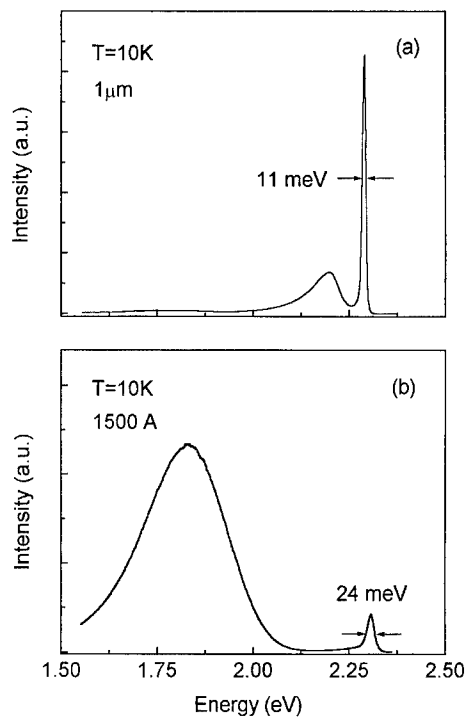 (a)
T=10K
1μm
11 meV
Intensity (a.u.)
(b)
T=10K
1500 A
24 meV
Intensity (a.u.)
1.50 1.75 2.00 2.25 2.50
Energy (eV)